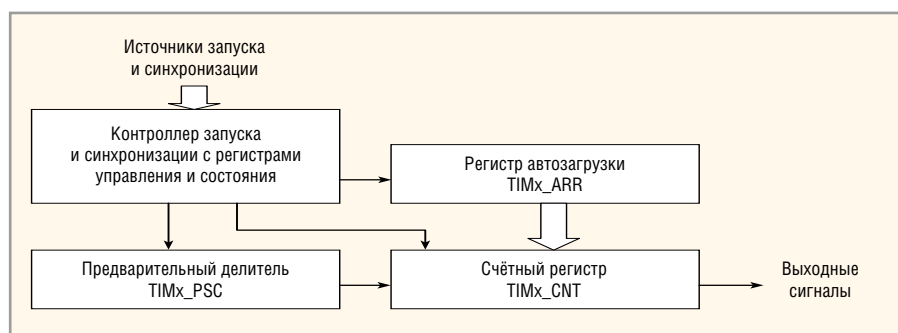 Источники запуска
и синхронизации
Контроллер запуска
и синхронизации с регистрами
управления и состояния
Регистр автозагрузки
TIMx_ARR
Предварительный делитель
TIMx_PSC
Счётный регистр
TIMx_CNT
Выходные
сигналы